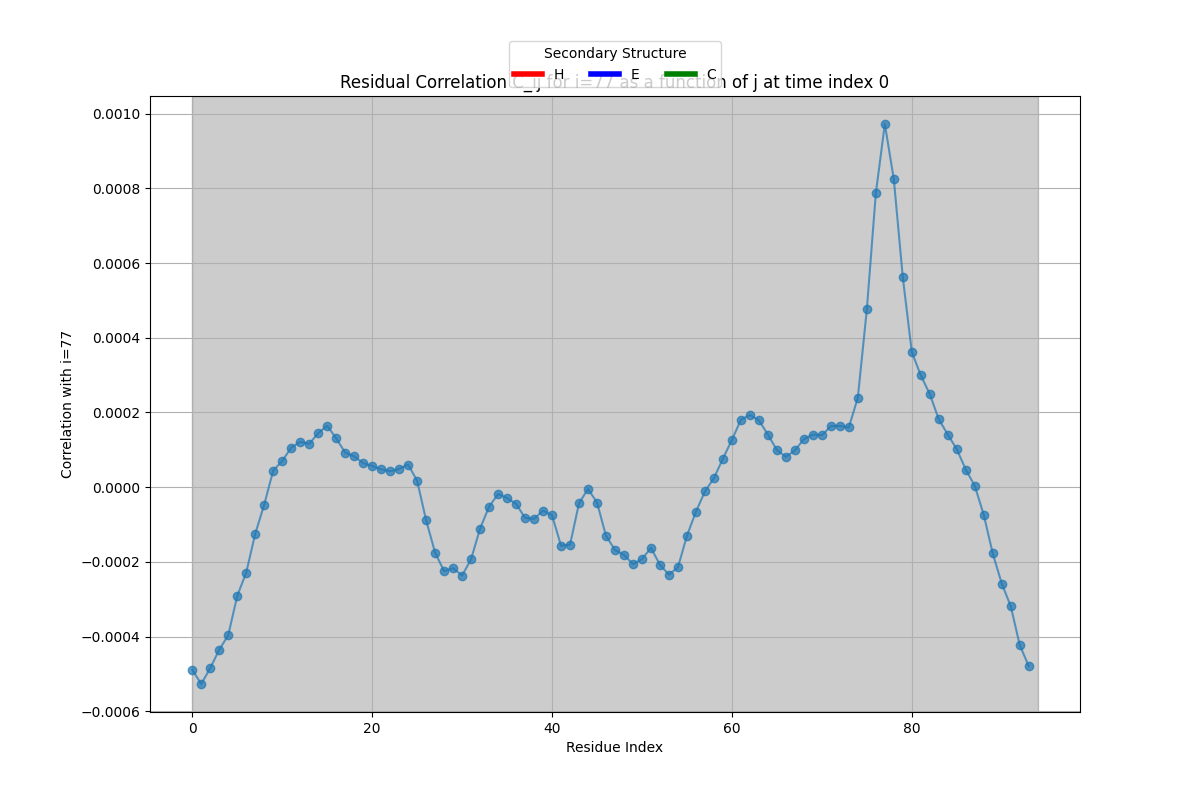 Secondary Structure
H E C
Residual Correlation C_ij for i=77 as a function of j at time index 0
0.0010
0.0008
0.0006
0.0004
0.0002
0.0000
−0.0002
−0.0004
−0.0006
Correlation with i=77
0 20 40 60 80
Residue Index